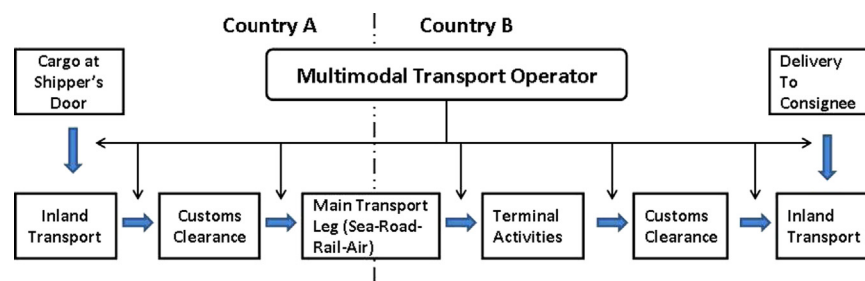 Country A
Country B
Cargo at
Shipper's
Door
Multimodal Transport Operator
Delivery
To
Consignee
Inland
Transport
Customs
Clearance
Main Transport
Leg (Sea-Road-
Rail-Air)
Terminal
Activities
Customs
Clearance
Inland
Transport